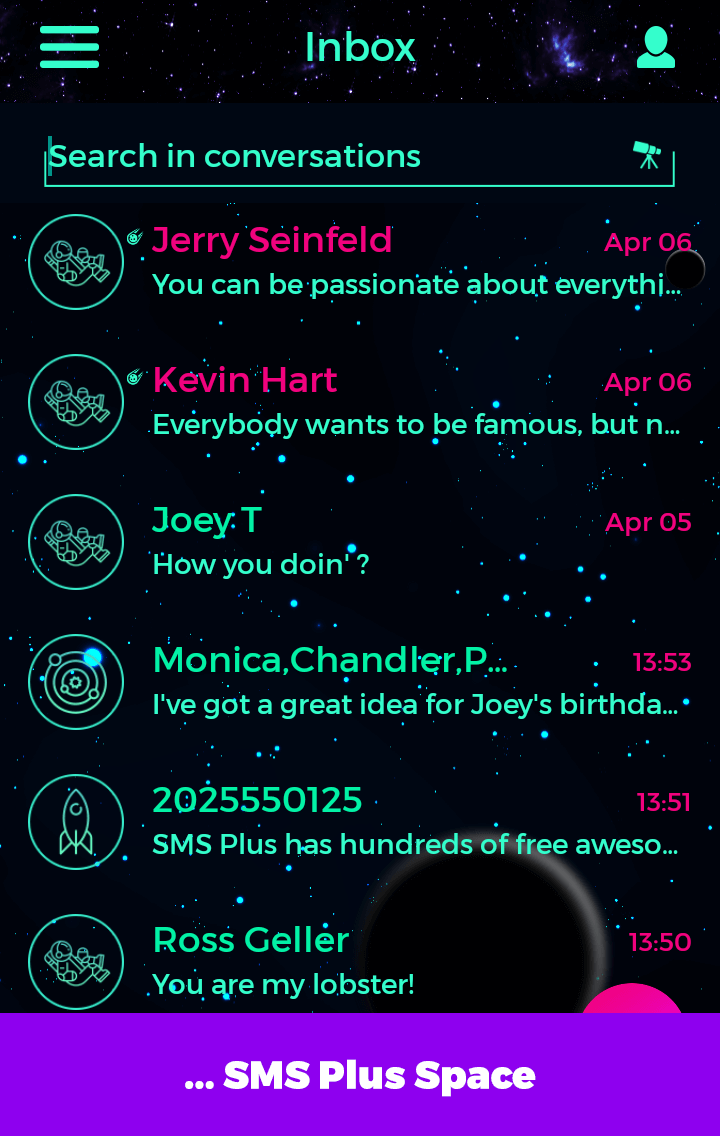 Inbox
Search in conversations
Jerry Seinfeld Apr 06
You can be passionate about everythi...
Kevin Hart Apr 06
Everybody wants to be famous, but n...
Joey T Apr 05
How you doin' ?
Monica,Chandler,P... 13:53
I've got a great idea for Joey's birthda...
2025550125 13:51
SMS Plus has hundreds of free aweso...
Ross Geller 13:50
You are my lobster!
... SMS Plus Space